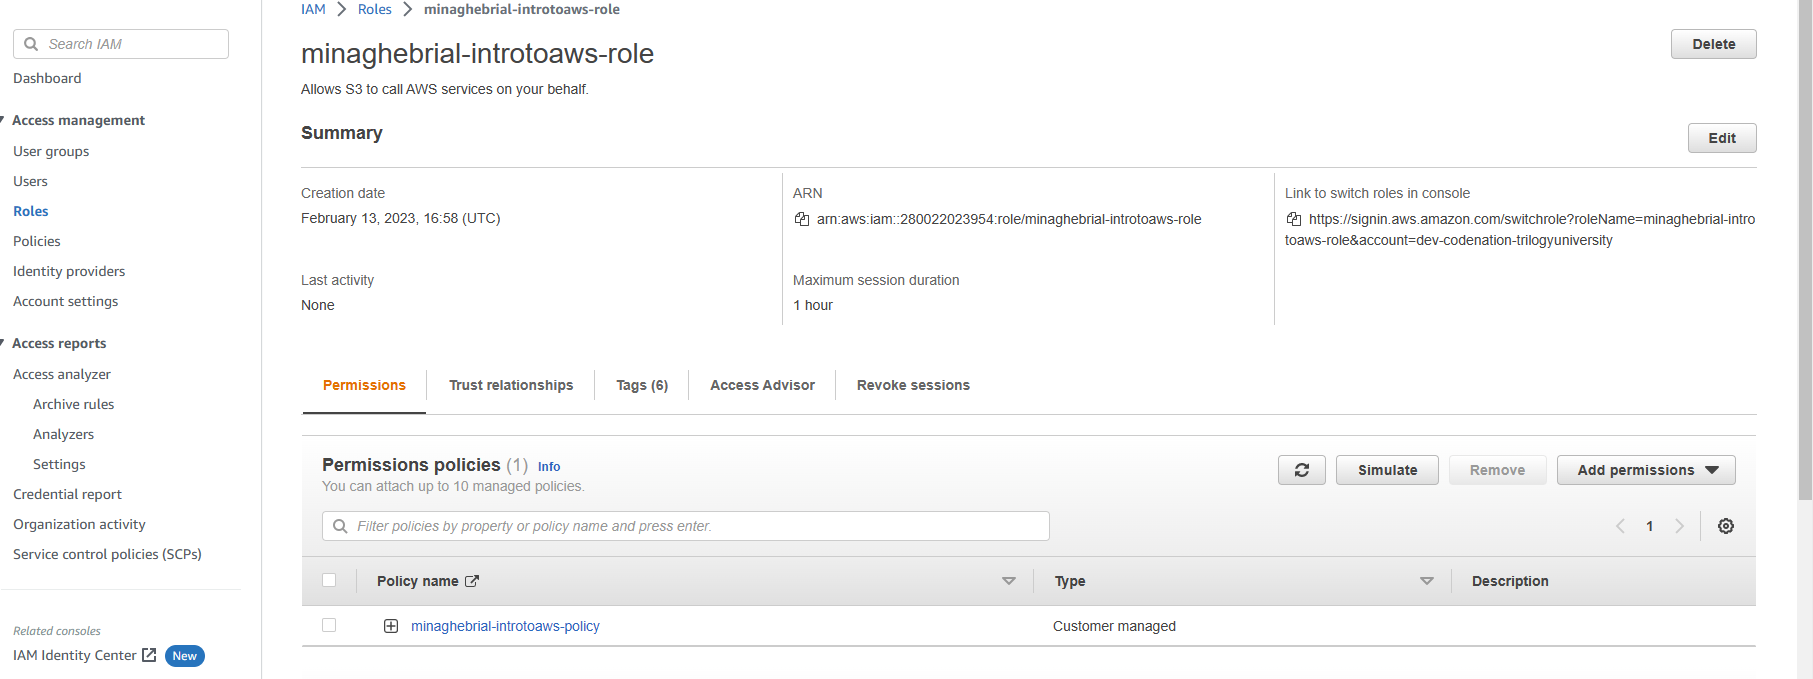 Search IAM
Dashboard
Access management
User groups
Users
Roles
Policies
Identity providers
Account settings
Access reports
Access analyzer
Archive rules
Analyzers
Settings
Credential report
Organization activity
Service control policies (SCPs)
Related consoles
IAM Identity Center New
IAM > Roles > minaghebrial-introtoaws-role
minaghebrial-introtoaws-role
Delete
Allows S3 to call AWS services on your behalf.
Summary
Edit
Creation date
February 13, 2023, 16:58 (UTC)
ARN
arn:aws:iam::280022023954:role/minaghebrial-introtoaws-role
Link to switch roles in console
https://signin.aws.amazon.com/switchrole?roleName=minaghebrial-intro
toaws-role&account=dev-codenation-trilogyuniversity
Last activity
None
Maximum session duration
1 hour
Permissions Trust relationships Tags (6) Access Advisor Revoke sessions
Permissions policies (1) Info
You can attach up to 10 managed policies.
Simulate Remove Add permissions
Filter policies by property or policy name and press enter.
1
Policy name Type Description
minaghebrial-introtoaws-policy Customer managed